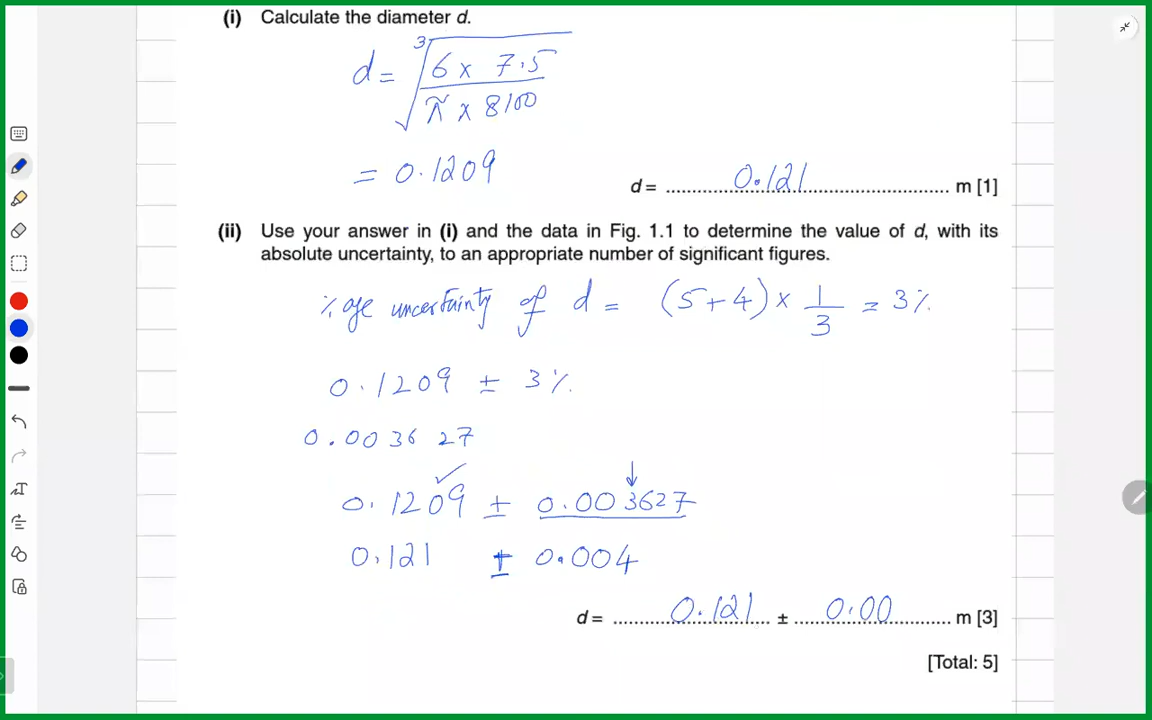 (i) Calculate the diameter d.
d = ∛(6 × 7.5 / π × 8100)
= 0.1209
d = 0.121 m [1]
(ii) Use your answer in (i) and the data in Fig. 1.1 to determine the value of d, with its
absolute uncertainty, to an appropriate number of significant figures.
%ge uncertainty of d = (5+4) × 1/3 = 3%
0.1209 ± 3%
0.003627
0.1209 ± 0.003627
0.121 ± 0.004
d = 0.121 ± 0.00 m [3]
[Total: 5]